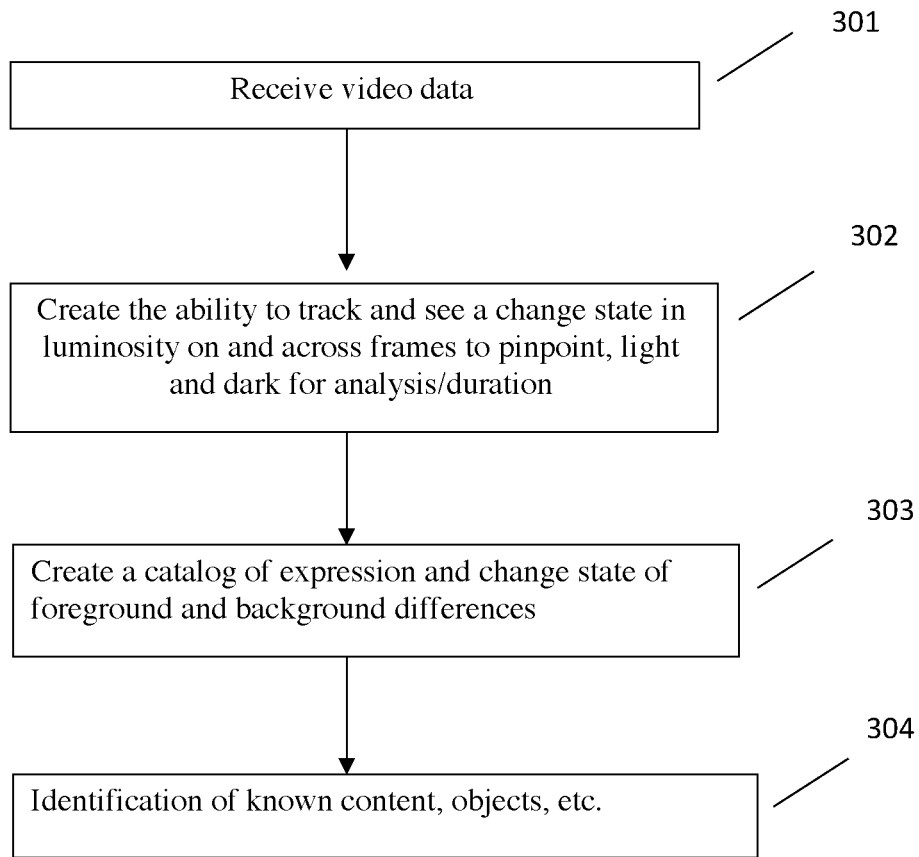 301
Receive video data
302
Create the ability to track and see a change state in
luminosity on and across frames to pinpoint, light
and dark for analysis/duration
303
Create a catalog of expression and change state of
foreground and background differences
304
Identification of known content, objects, etc.